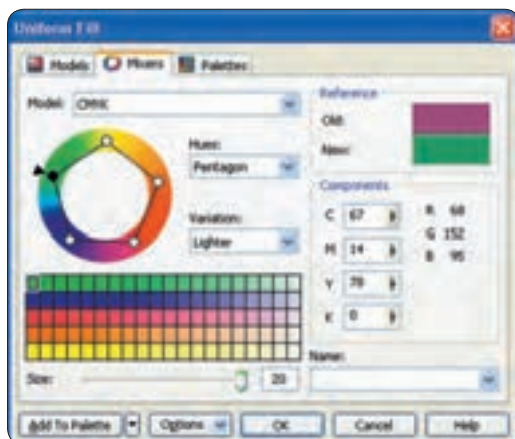 Uniform Fill
Models Mixers Palettes
Model: CMYK
Hues:
Pentagon
Variation:
Lighter
Size: 20
Reference
Old:
New:
Components
C 67 R 68
M 14 G 152
Y 78 B 95
K 0
Name:
Add To Palette Options OK Cancel Help